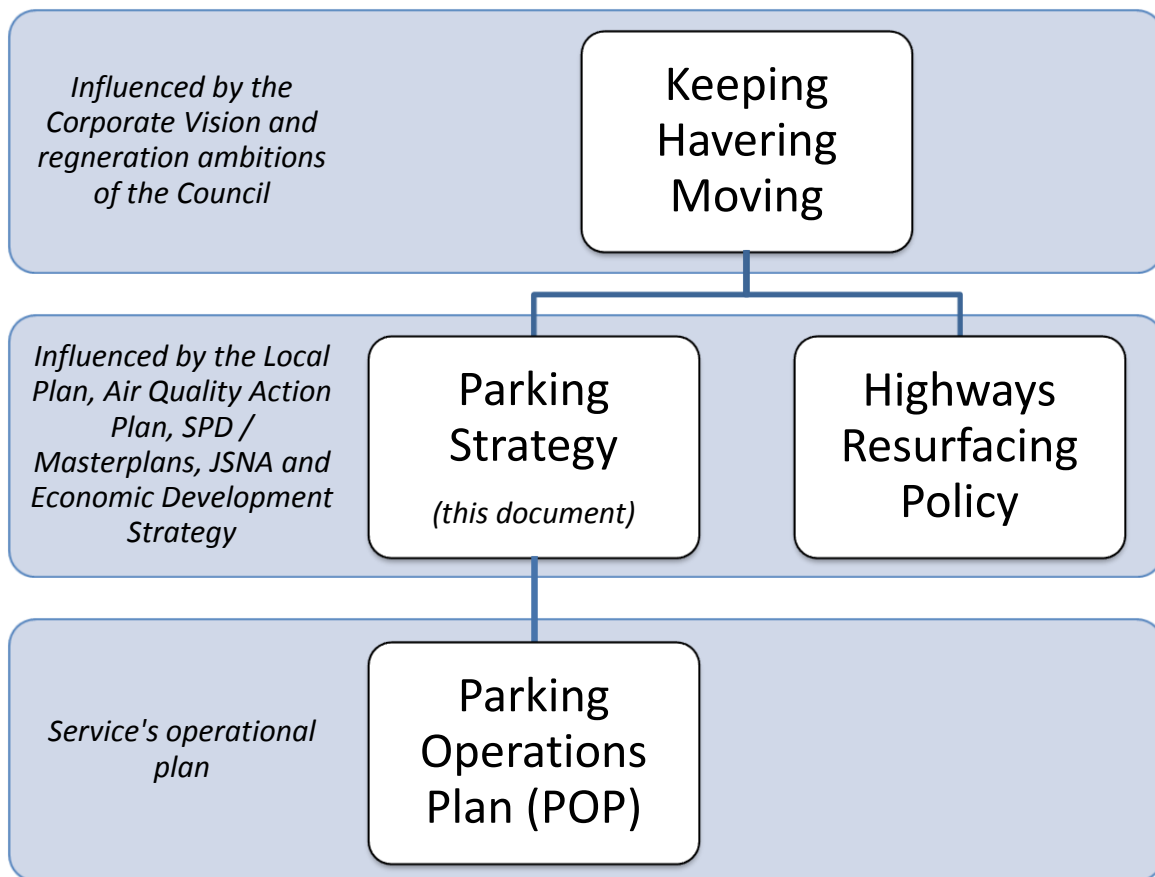 Influenced by the
Corporate Vision and
regneration ambitions
of the Council
Keeping
Havering
Moving
Influenced by the Local
Plan, Air Quality Action
Plan, SPD /
Masterplans, JSNA and
Economic Development
Strategy
Parking
Strategy
(this document)
Highways
Resurfacing
Policy
Service's operational
plan
Parking
Operations
Plan (POP)